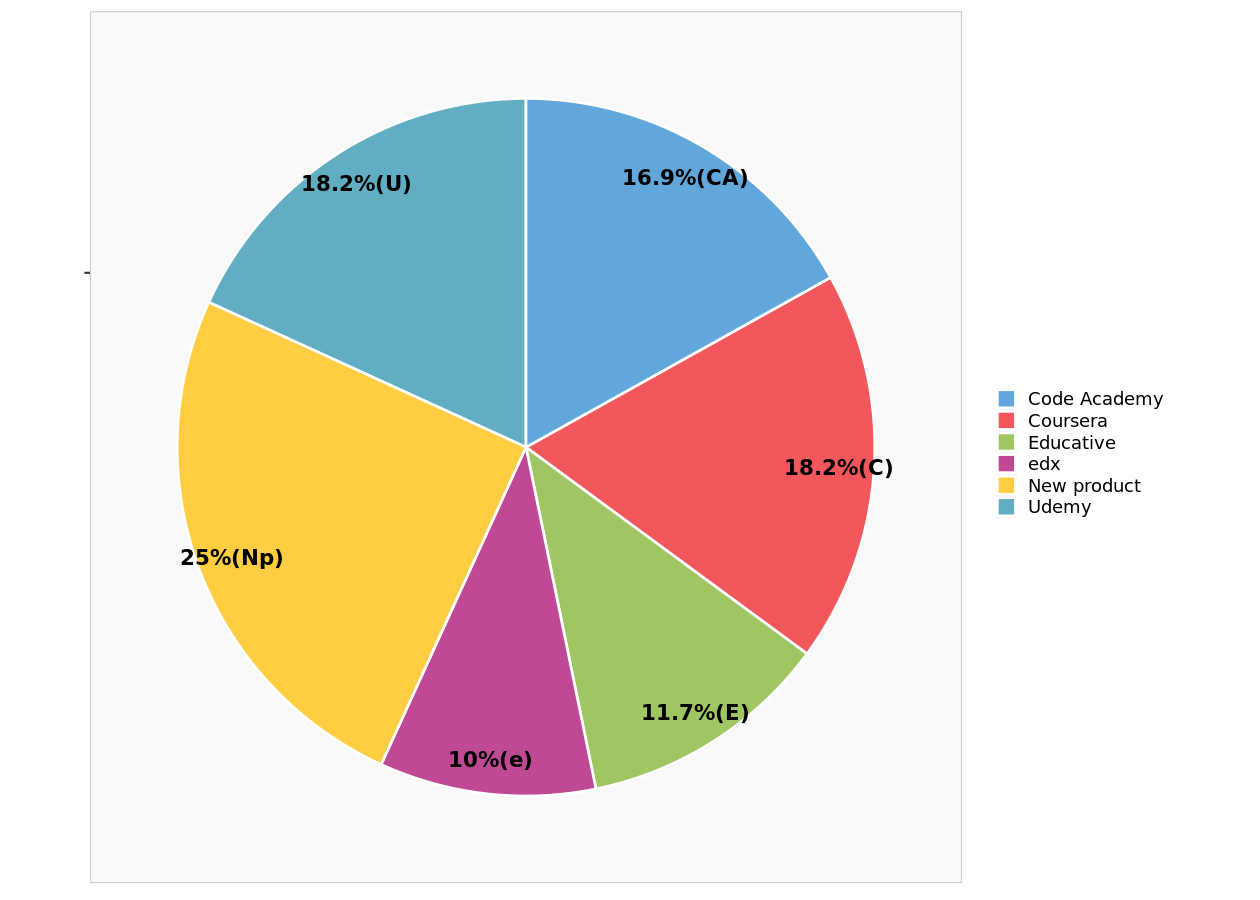 16.9%(CA)
18.2%(U)
18.2%(C)
25%(Np)
11.7%(E)
10%(e)
Code Academy
Coursera
Educative
edx
New product
Udemy